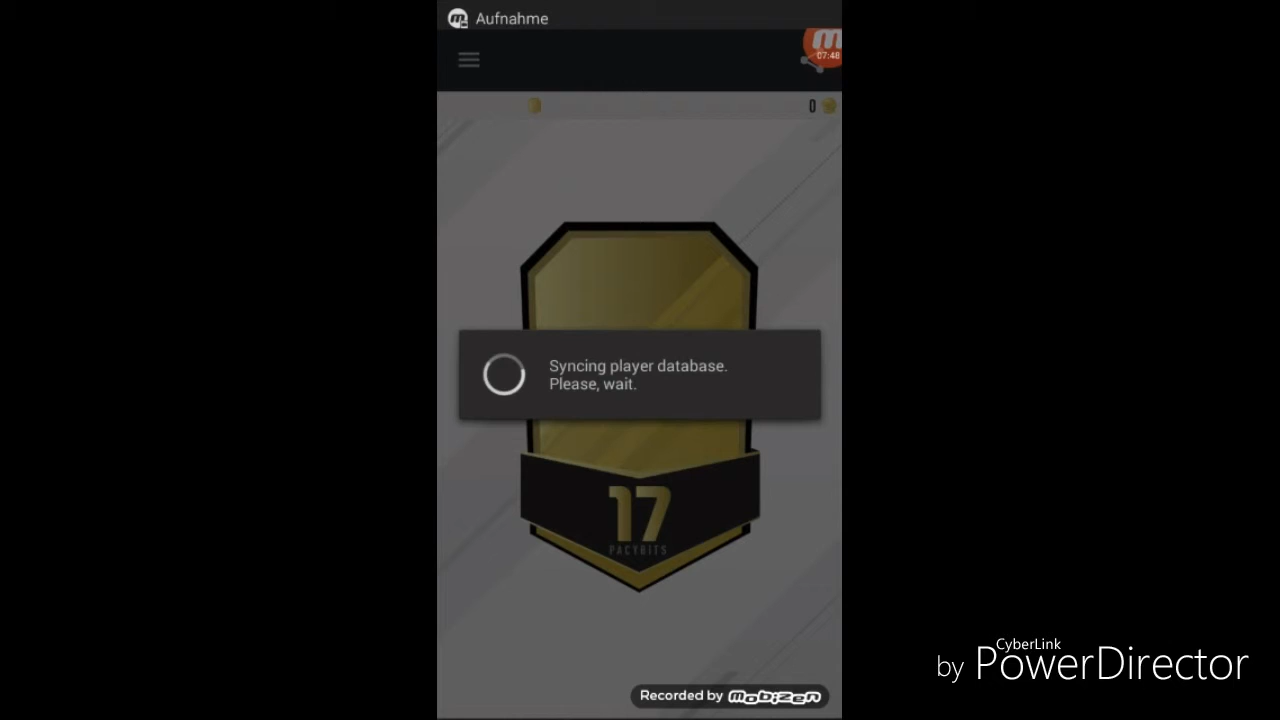 Aufnahme
07:48
0
Syncing player database.
Please, wait.
17
PACYBITS
CyberLink
by PowerDirector
Recorded by mobizen